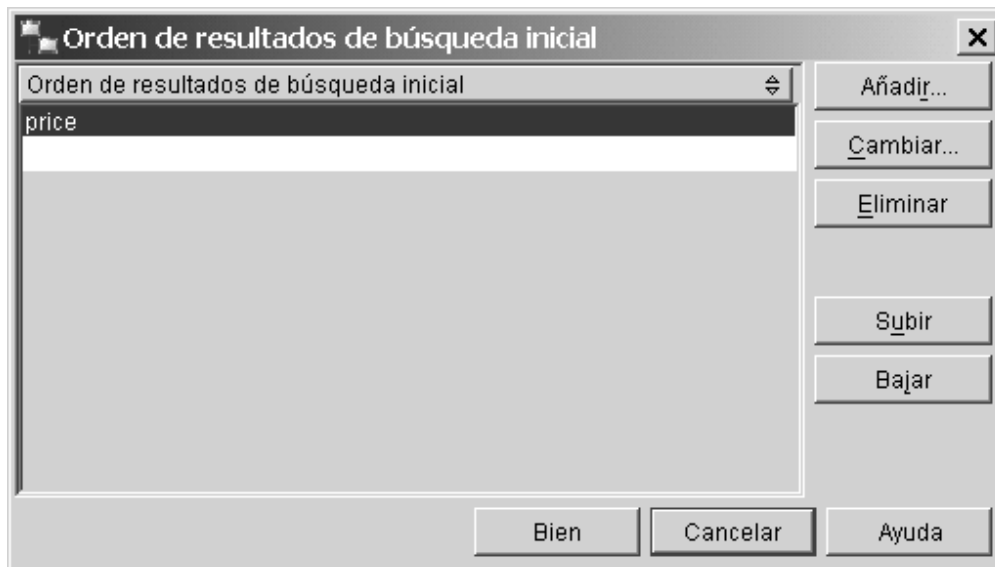 Orden de resultados de búsqueda inicial
Orden de resultados de búsqueda inicial
price
Añadir...
Cambiar...
Eliminar
Subir
Bajar
Bien
Cancelar
Ayuda